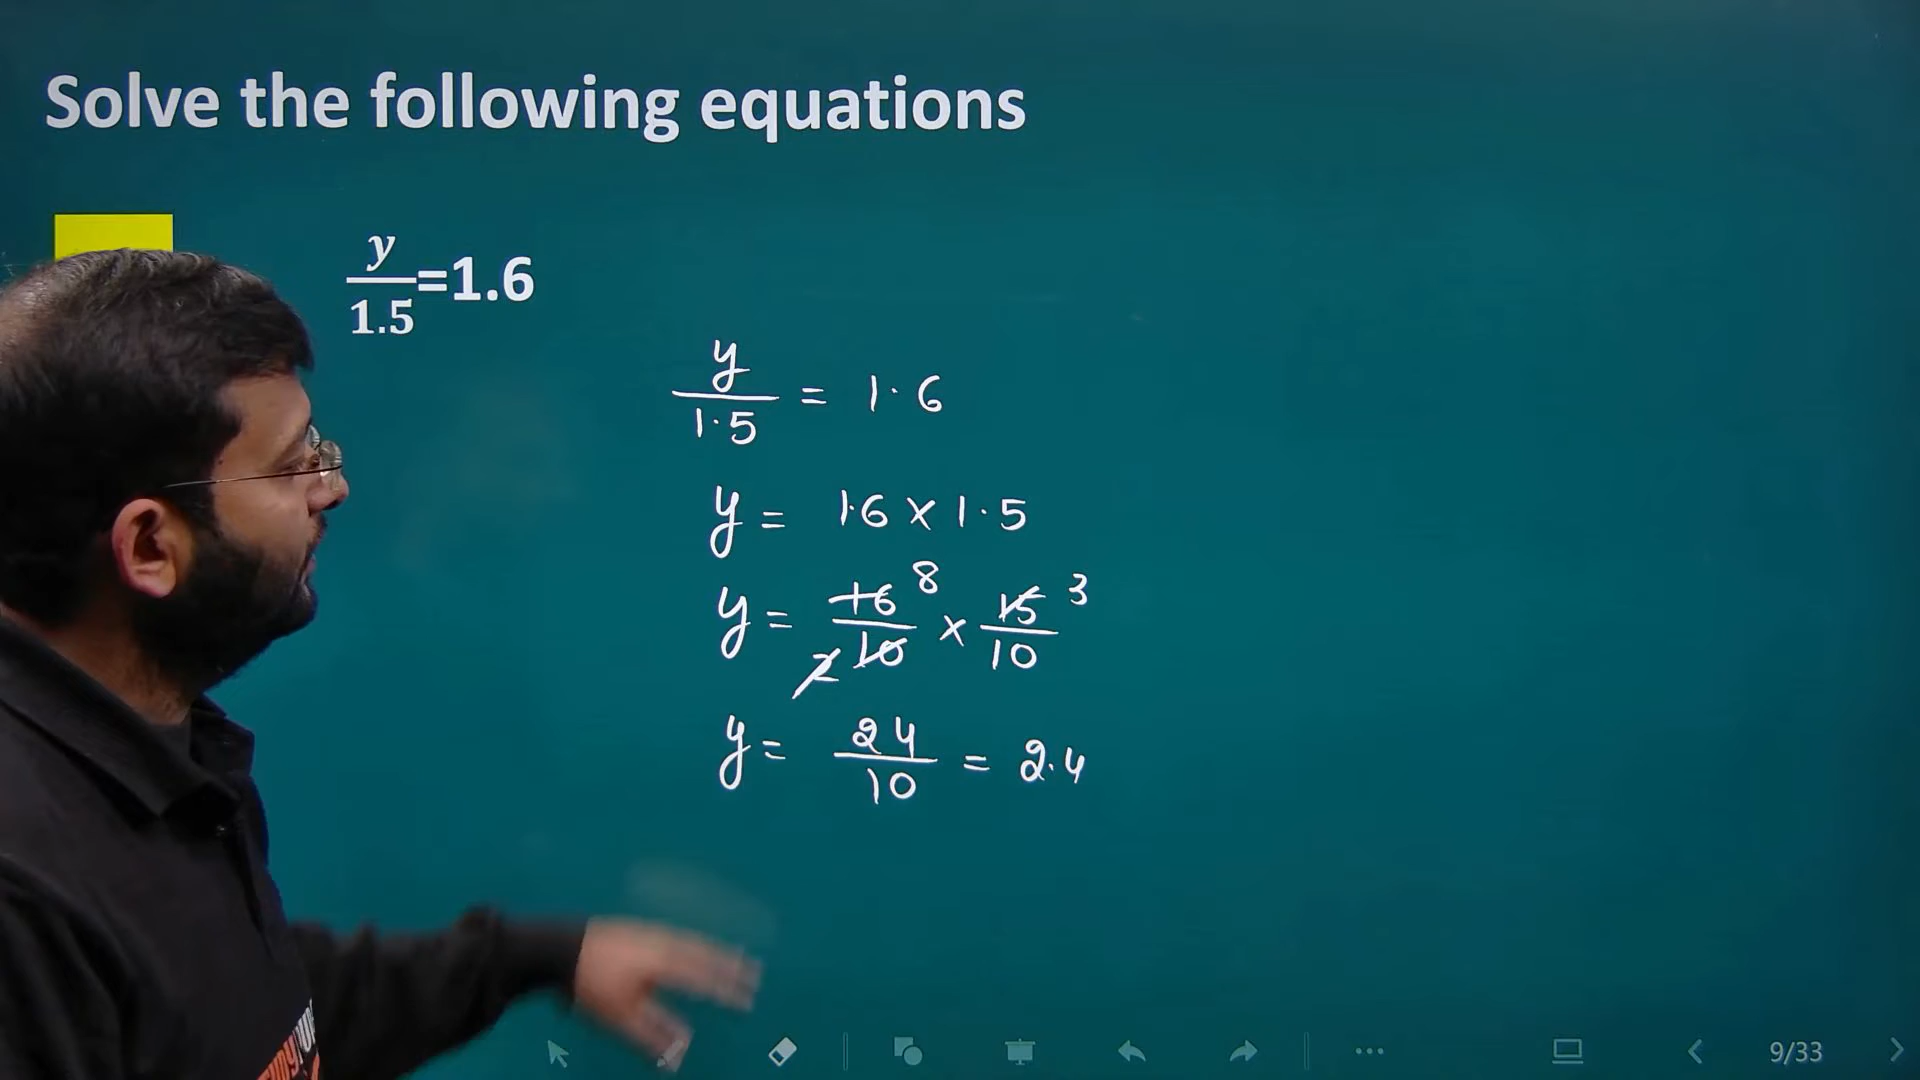 Solve the following equations
y/1.5=1.6
y/1.5 = 1.6
y = 1.6 x 1.5
y = 16/10 8 2 x 15/10 3
y = 24/10 = 2.4
9/33